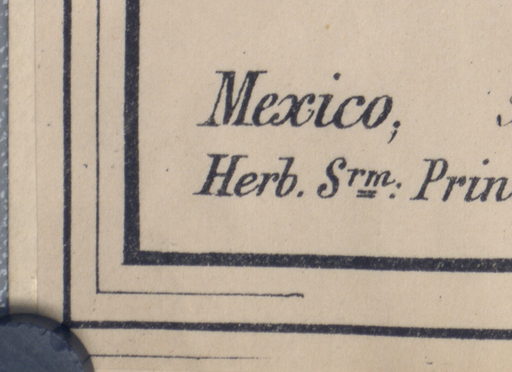 Mexico;
Herb. Srm: Prin